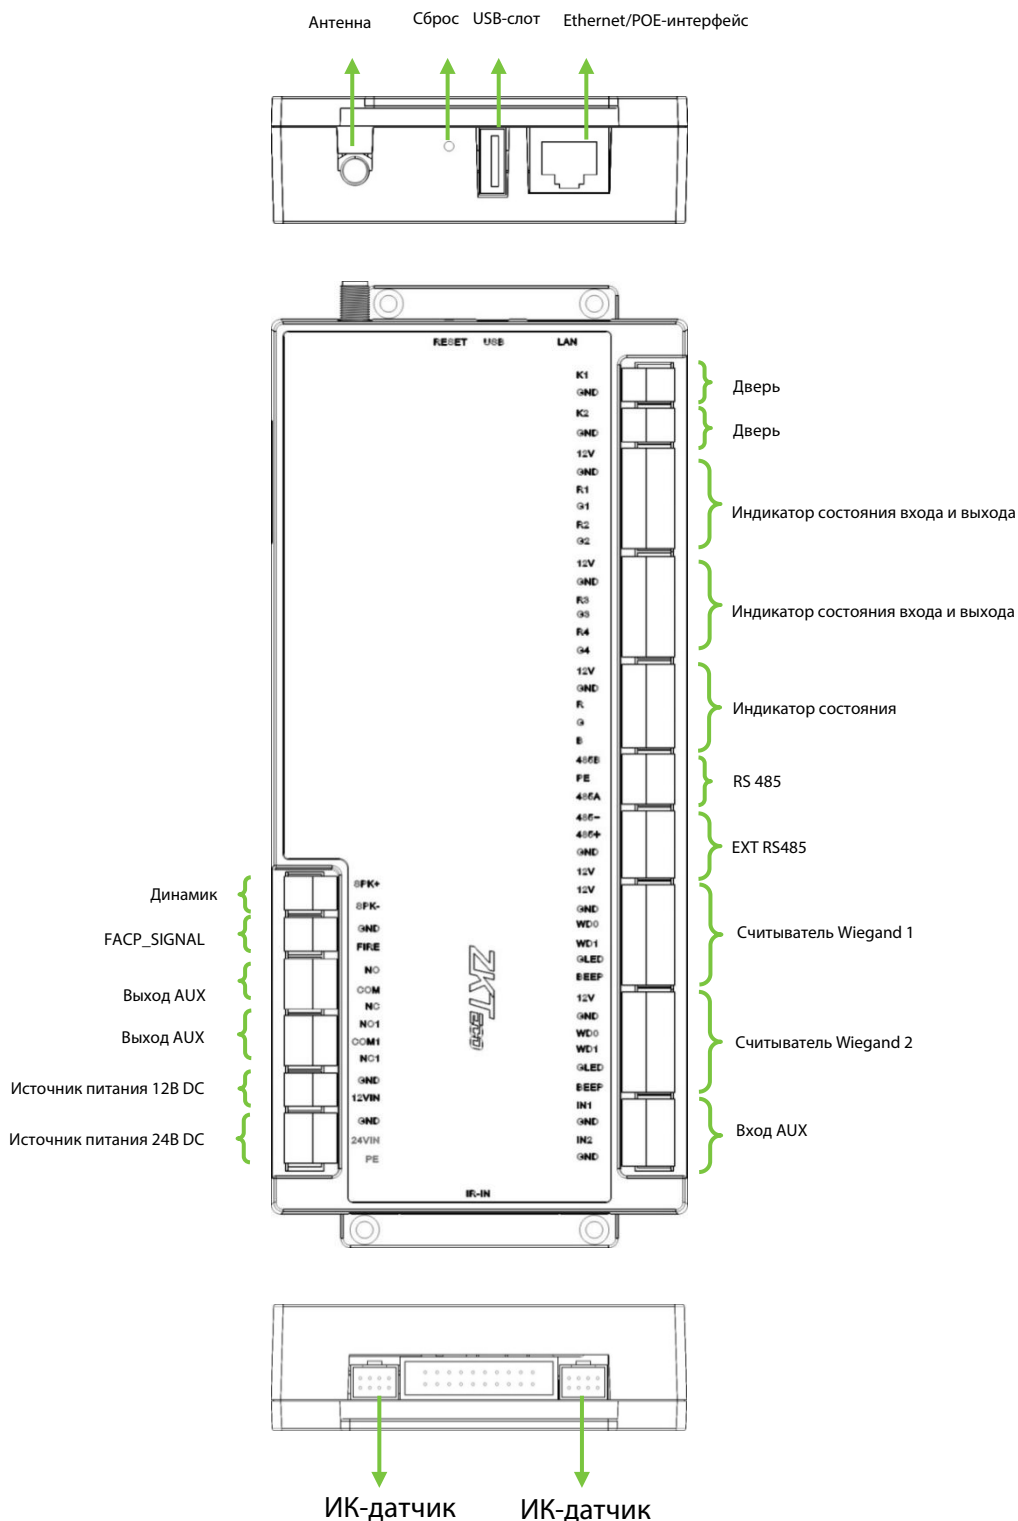 Антенна
Сброс
USB-слот
Ethernet/POE-интерфейс
RESET
USB
LAN
K1
GND
K2
GND
12V
GND
R1
G1
R2
G2
12V
GND
R3
G3
R4
G4
12V
GND
R
G
B
485B
PE
485A
485-
485+
GND
12V
12V
GND
WD0
WD1
GLED
BEEP
12V
GND
WD0
WD1
GLED
BEEP
IN1
GND
IN2
GND
Дверь
Дверь
Индикатор состояния входа и выхода
Индикатор состояния входа и выхода
Индикатор состояния
RS 485
EXT RS485
Считыватель Wiegand 1
Считыватель Wiegand 2
Вход AUX
Динамик
FACP_SIGNAL
Выход AUX
Выход AUX
Источник питания 12В DC
Источник питания 24В DC
SPK+
SPK-
GND
FIRE
NO
COM
NC
NO1
COM1
NC1
GND
12VIN
GND
24VIN
PE
ZKTeco
IR-IN
ИК-датчик
ИК-датчик